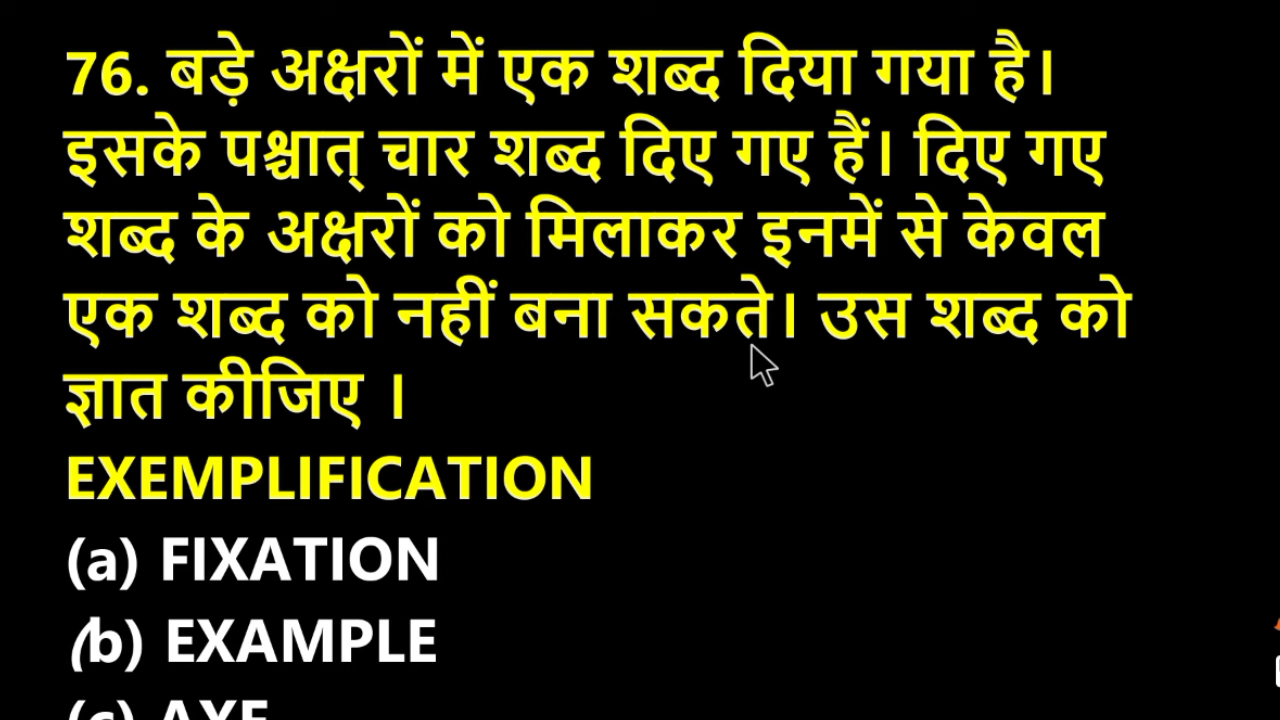 76. बड़े अक्षरों में एक शब्द दिया गया है।
इसके पश्चात् चार शब्द दिए गए हैं। दिए गए
शब्द के अक्षरों को मिलाकर इनमें से केवल
एक शब्द को नहीं बना सकते। उस शब्द को
ज्ञात कीजिए ।
EXEMPLIFICATION
(a) FIXATION
(b) EXAMPLE
(c) AXE